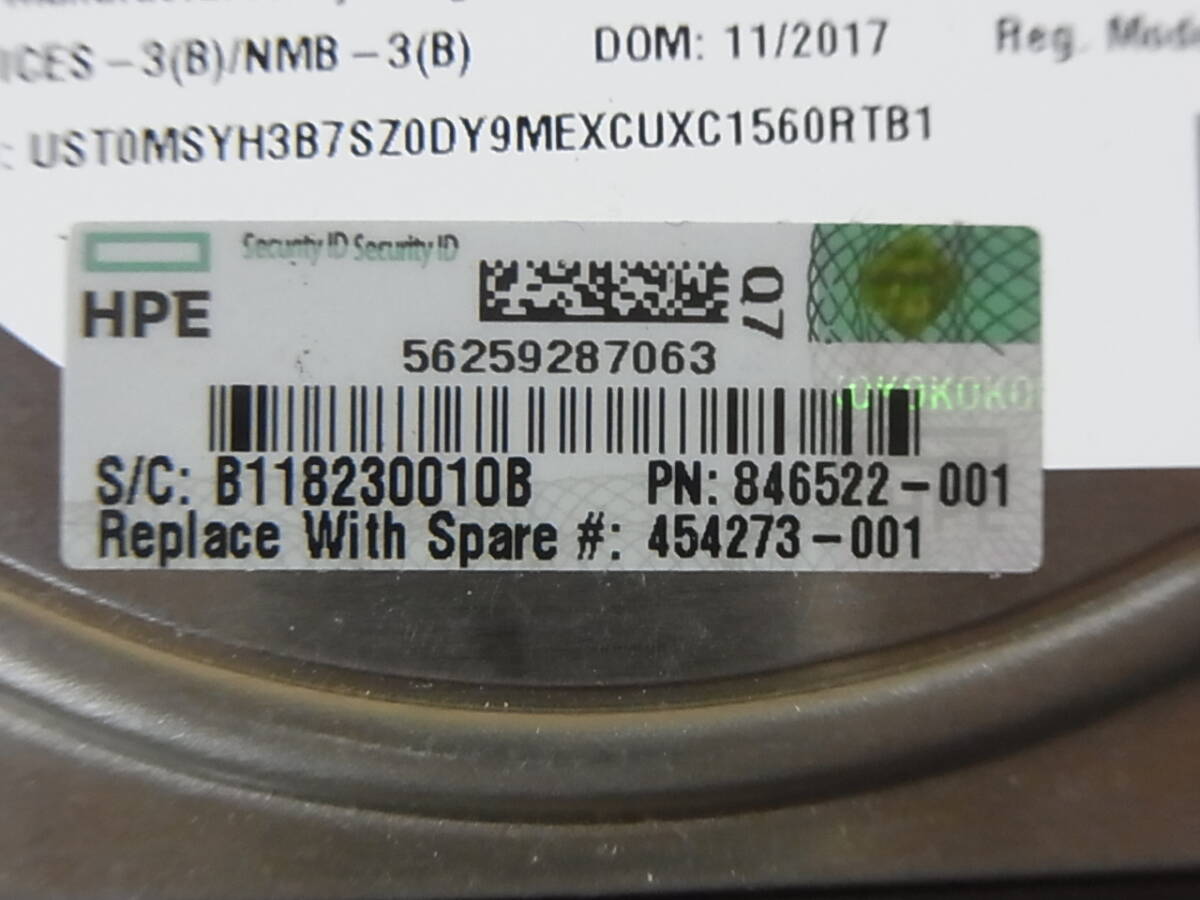 ICES -3(B)/NMB -3(B) DOM: 11/2017 Reg.
: UST0MSYH3B7SZ0DY9MEXCUXC1560RTB1
Security ID Security ID
HPE
Q7
56259287063
OKOKOKO
S/C: B118230010B PN: 846522-001
Replace With Spare #: 454273-001